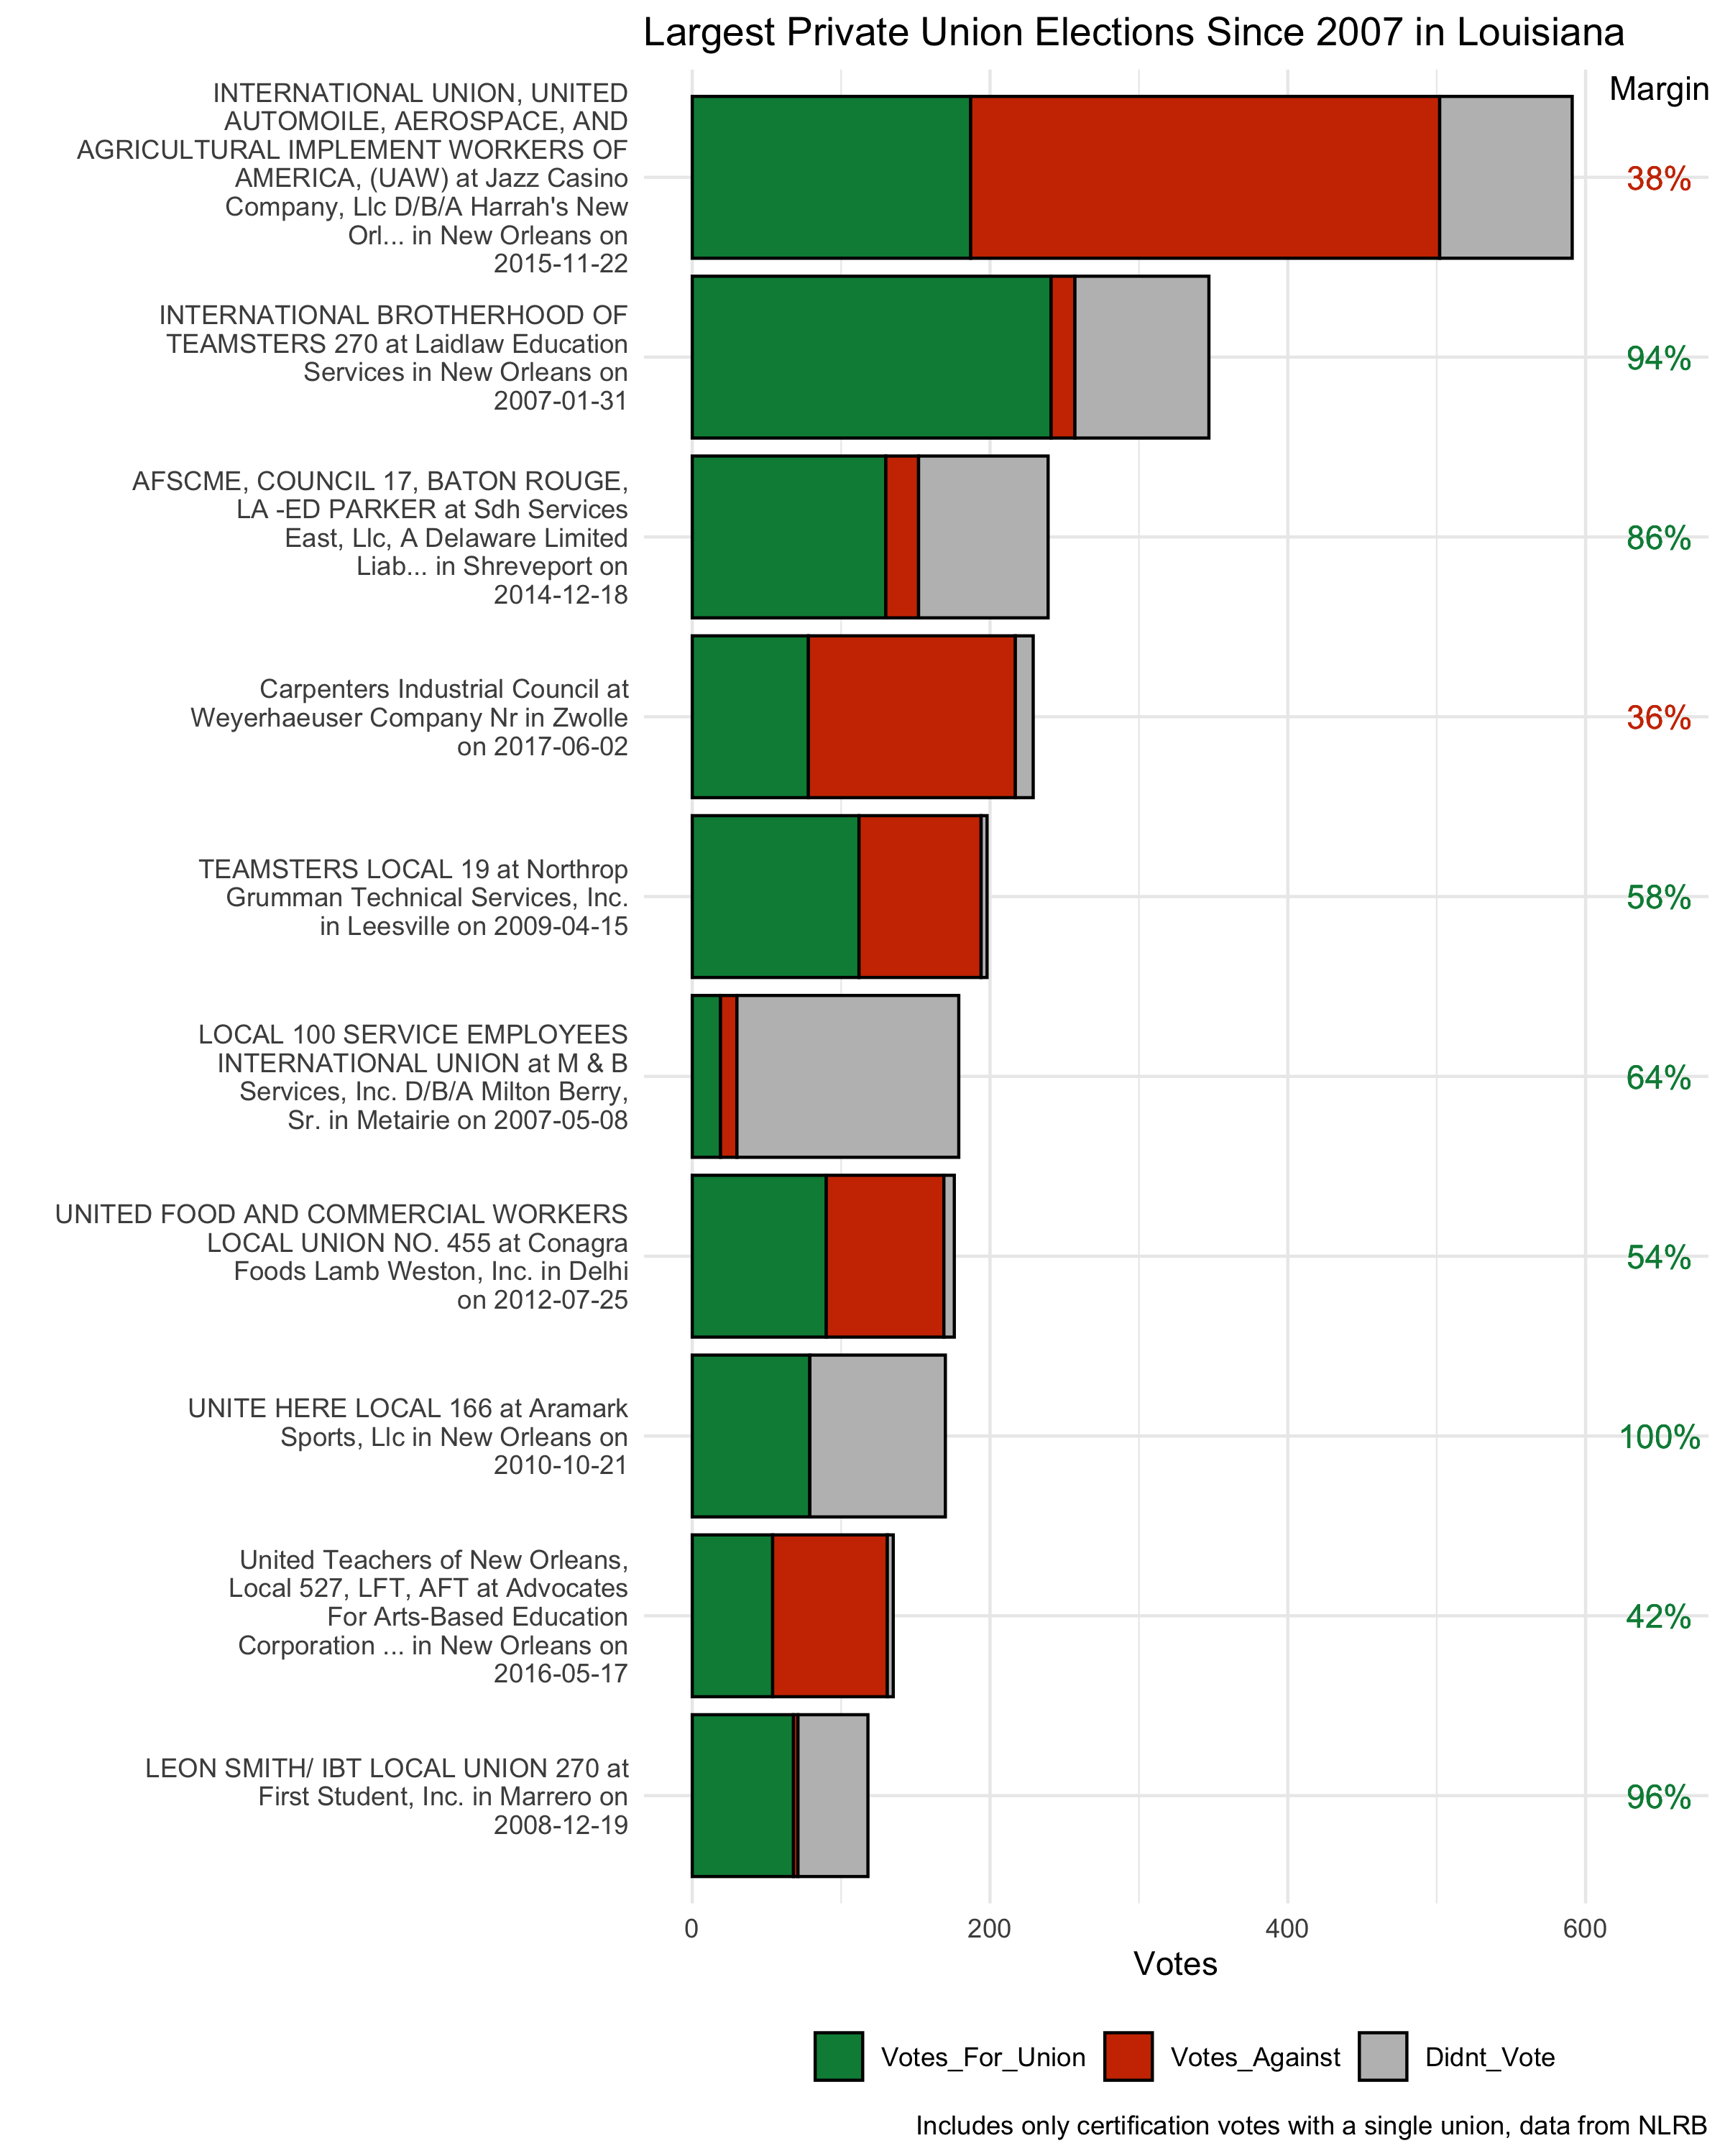 Largest Private Union Elections Since 2007 in Louisiana
Margin
INTERNATIONAL UNION, UNITED
AUTOMOILE, AEROSPACE, AND
AGRICULTURAL IMPLEMENT WORKERS OF
AMERICA, (UAW) at Jazz Casino
Company, Llc D/B/A Harrah's New
Orl... in New Orleans on
2015-11-22
38%
INTERNATIONAL BROTHERHOOD OF
TEAMSTERS 270 at Laidlaw Education
Services in New Orleans on
2007-01-31
94%
AFSCME, COUNCIL 17, BATON ROUGE,
LA -ED PARKER at Sdh Services
East, Llc, A Delaware Limited
Liab... in Shreveport on
2014-12-18
86%
Carpenters Industrial Council at
Weyerhaeuser Company Nr in Zwolle
on 2017-06-02
36%
TEAMSTERS LOCAL 19 at Northrop
Grumman Technical Services, Inc.
in Leesville on 2009-04-15
58%
LOCAL 100 SERVICE EMPLOYEES
INTERNATIONAL UNION at M & B
Services, Inc. D/B/A Milton Berry,
Sr. in Metairie on 2007-05-08
64%
UNITED FOOD AND COMMERCIAL WORKERS
LOCAL UNION NO. 455 at Conagra
Foods Lamb Weston, Inc. in Delhi
on 2012-07-25
54%
UNITE HERE LOCAL 166 at Aramark
Sports, Llc in New Orleans on
2010-10-21
100%
United Teachers of New Orleans,
Local 527, LFT, AFT at Advocates
For Arts-Based Education
Corporation ... in New Orleans on
2016-05-17
42%
LEON SMITH/ IBT LOCAL UNION 270 at
First Student, Inc. in Marrero on
2008-12-19
96%
0 200 400 600
Votes
Votes_For_Union Votes_Against Didnt_Vote
Includes only certification votes with a single union, data from NLRB